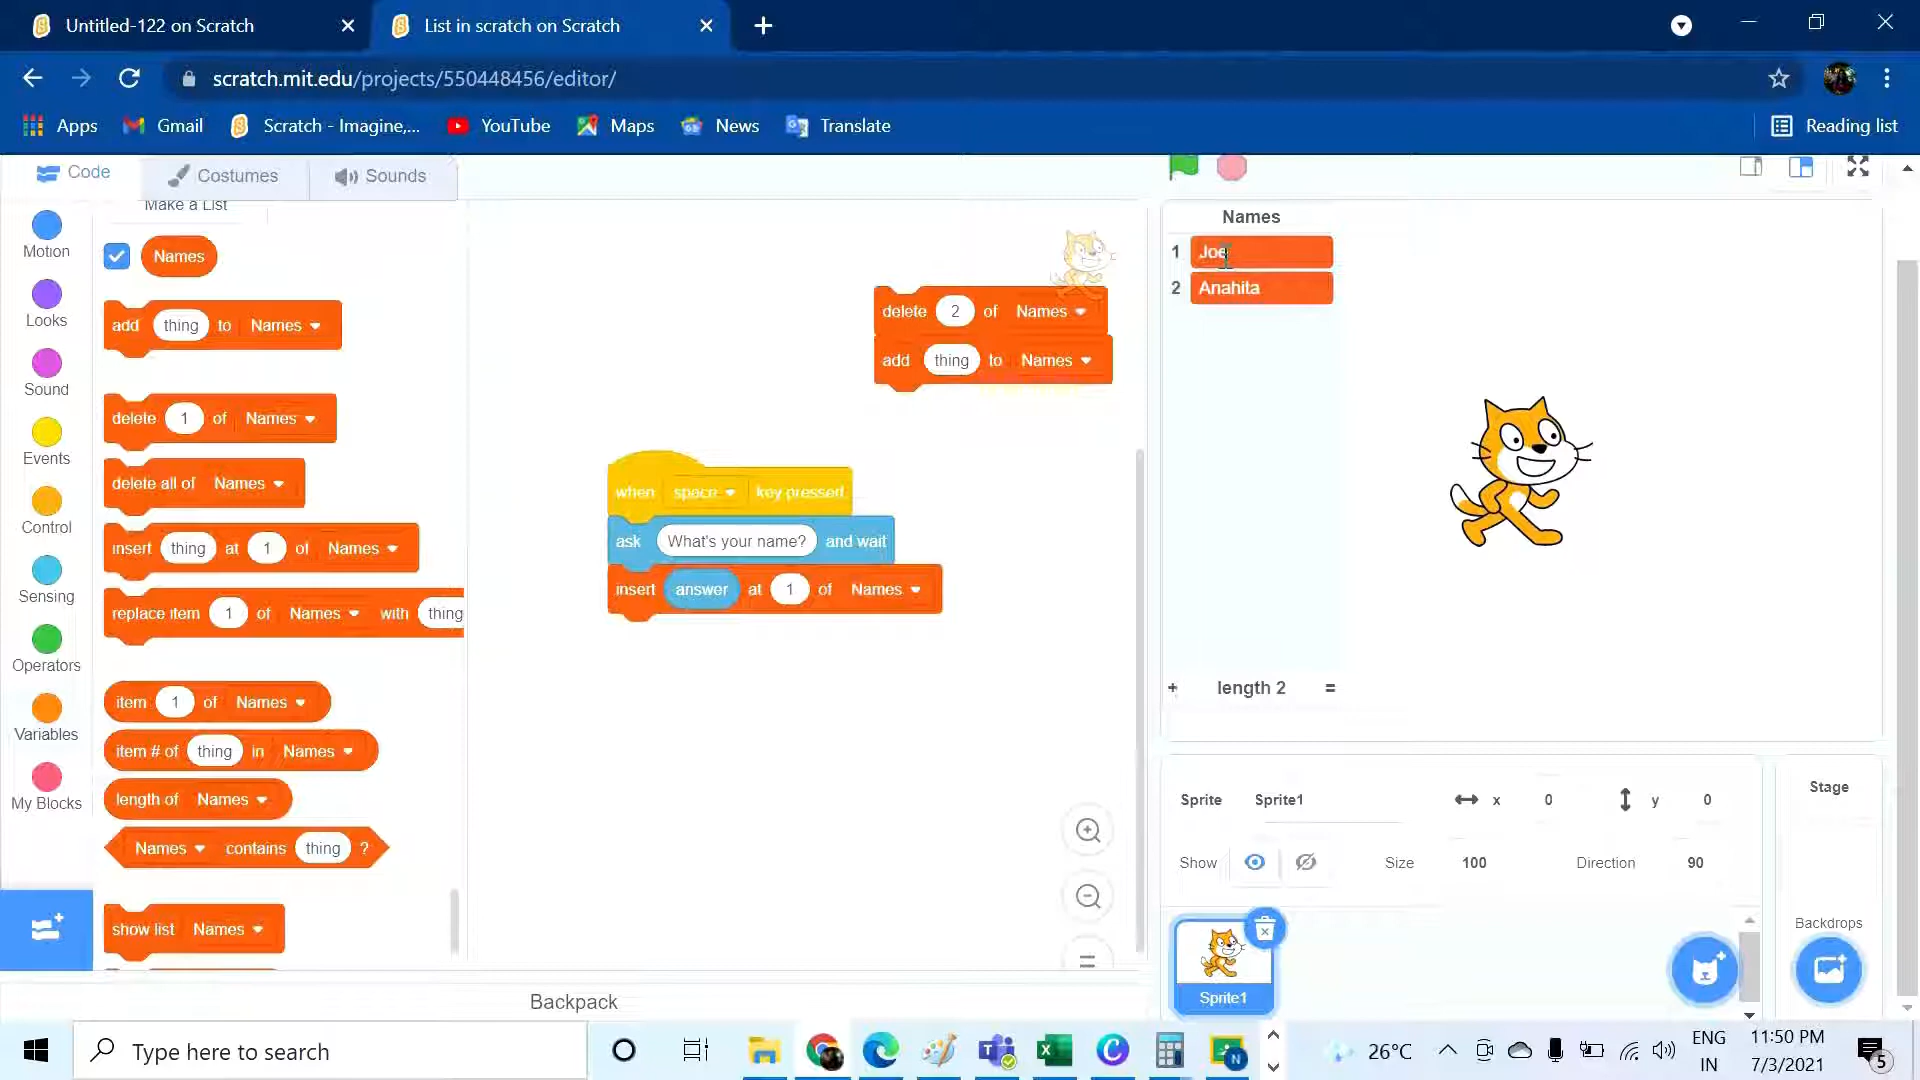 Untitled-122 on Scratch
List in scratch on Scratch
scratch.mit.edu/projects/550448456/editor/
Apps
Gmail
Scratch - Imagine,...
YouTube
Maps
News
Translate
Reading list
Code
Costumes
Sounds
Motion
Looks
Sound
Events
Control
Sensing
Operators
Variables
My Blocks
Make a List
Names
add thing to Names
delete 1 of Names
delete all of Names
insert thing at 1 of Names
replace item 1 of Names with thing
item 1 of Names
item # of thing in Names
length of Names
Names contains thing ?
show list Names
delete 2 of Names
add thing to Names
when space key pressed
ask What's your name? and wait
insert answer at 1 of Names
Backpack
Names
1 Joe
2 Anahita
+ length 2 =
Sprite Sprite1 x 0 y 0
Show Size 100 Direction 90
Sprite1
Stage
Backdrops
Type here to search
26°C
ENG
IN
11:50 PM
7/3/2021
5